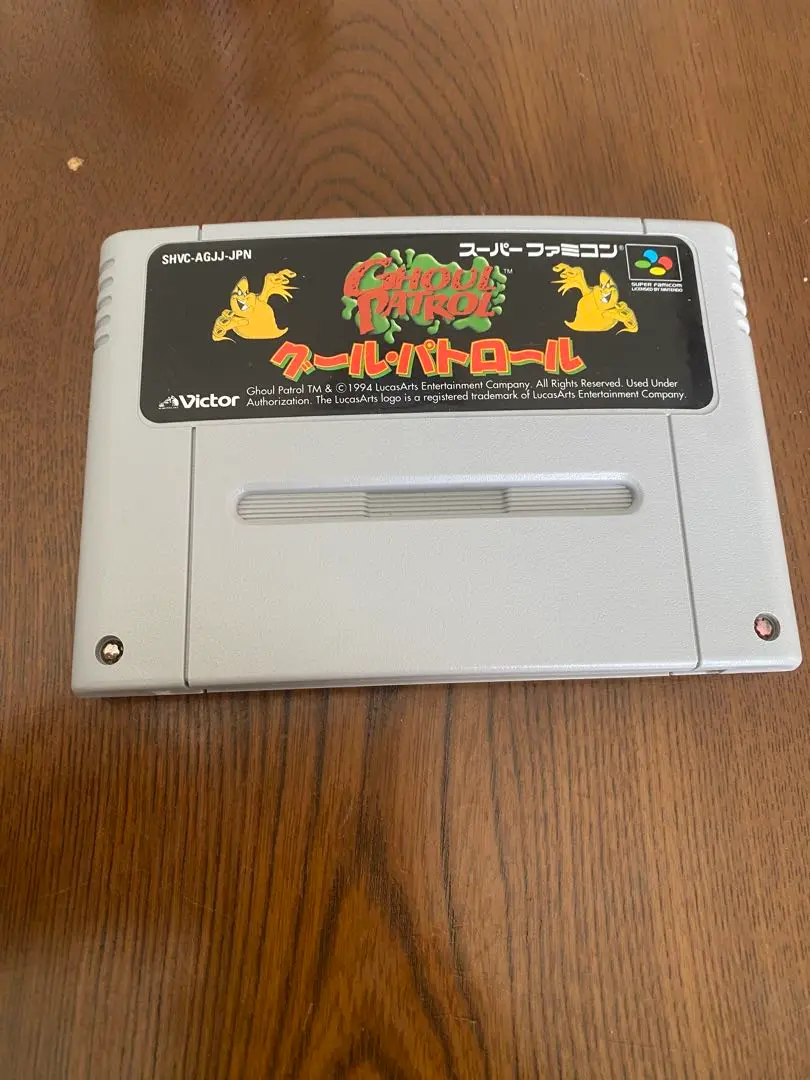 SHVC-AGJJ-JPN
スーパーファミコン®
SUPER FAMICOM
LICENSED BY NINTENDO
GHOUL PATROL™
グール・パトロール
Victor
Ghoul Patrol TM & ©1994 LucasArts Entertainment Company. All Rights Reserved. Used Under
Authorization. The LucasArts logo is a registered trademark of LucasArts Entertainment Company.